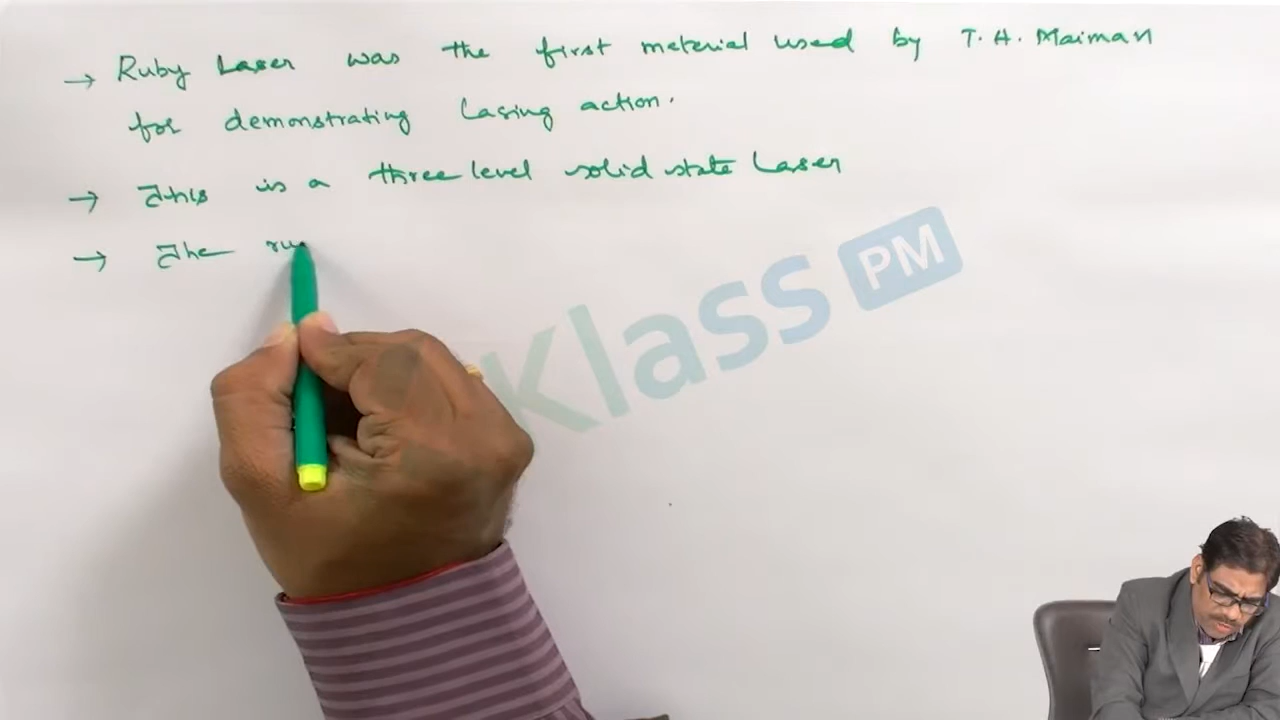 → Ruby Laser was the first meterial used by T. H. Maiman
for demonstrating Lasing action.
→ This is a three level solid state Laser
→ The ru
Klass PM